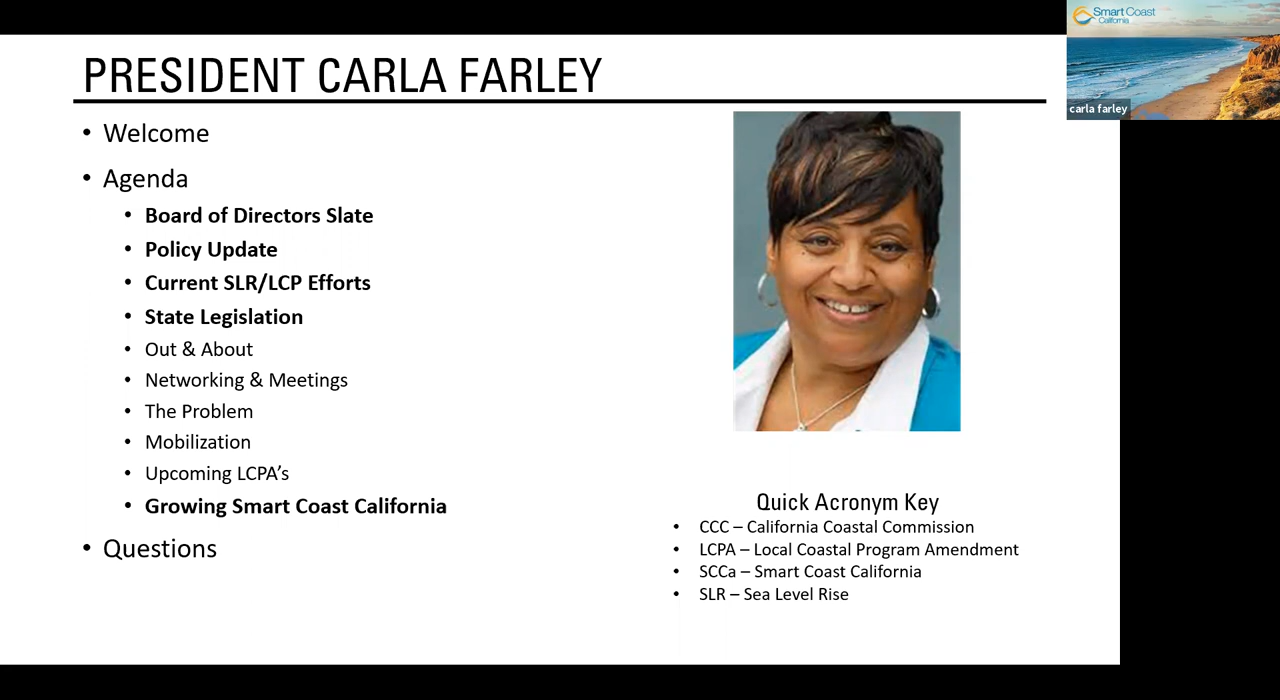 PRESIDENT CARLA FARLEY
• Welcome
• Agenda
• Board of Directors Slate
• Policy Update
• Current SLR/LCP Efforts
• State Legislation
• Out & About
• Networking & Meetings
• The Problem
• Mobilization
• Upcoming LCPA’s
• Growing Smart Coast California
• Questions
Quick Acronym Key
• CCC – California Coastal Commission
• LCPA – Local Coastal Program Amendment
• SCCa – Smart Coast California
• SLR – Sea Level Rise
Smart Coast
California
carla farley